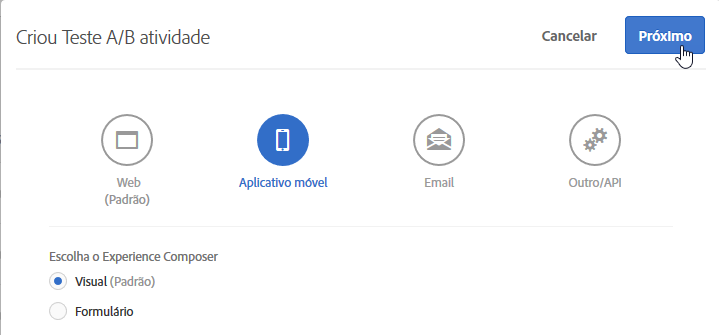 Criou Teste A/B atividade
Cancelar
Próximo
Web
(Padrão)
Aplicativo móvel
Email
Outro/API
Escolha o Experience Composer
Visual (Padrão)
Formulário